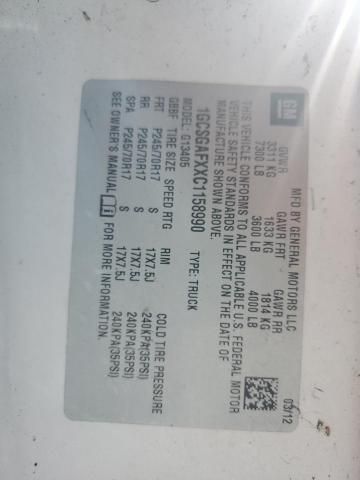 GM
MFD BY GENERAL MOTORS LLC 03/12
GVWR GAWR FRT GAWR RR
3311 KG 1633 KG 1814 KG
7300 LB 3600 LB 4000 LB
THIS VEHICLE CONFORMS TO ALL APPLICABLE U.S. FEDERAL MOTOR
VEHICLE SAFETY STANDARDS IN EFFECT ON THE DATE OF
MANUFACTURE SHOWN ABOVE.
1GCSGAFXXC1158990 TYPE: TRUCK
MODEL: G13405
GBBF TIRE SIZE SPEED RTG RIM COLD TIRE PRESSURE
FRT P245/70R17 S 17X7.5J 240KPA(35PSI)
RR P245/70R17 S 17X7.5J 240KPA(35PSI)
SPA P245/70R17 S 17X7.5J 240KPA(35PSI)
SEE OWNER'S MANUAL i FOR MORE INFORMATION.